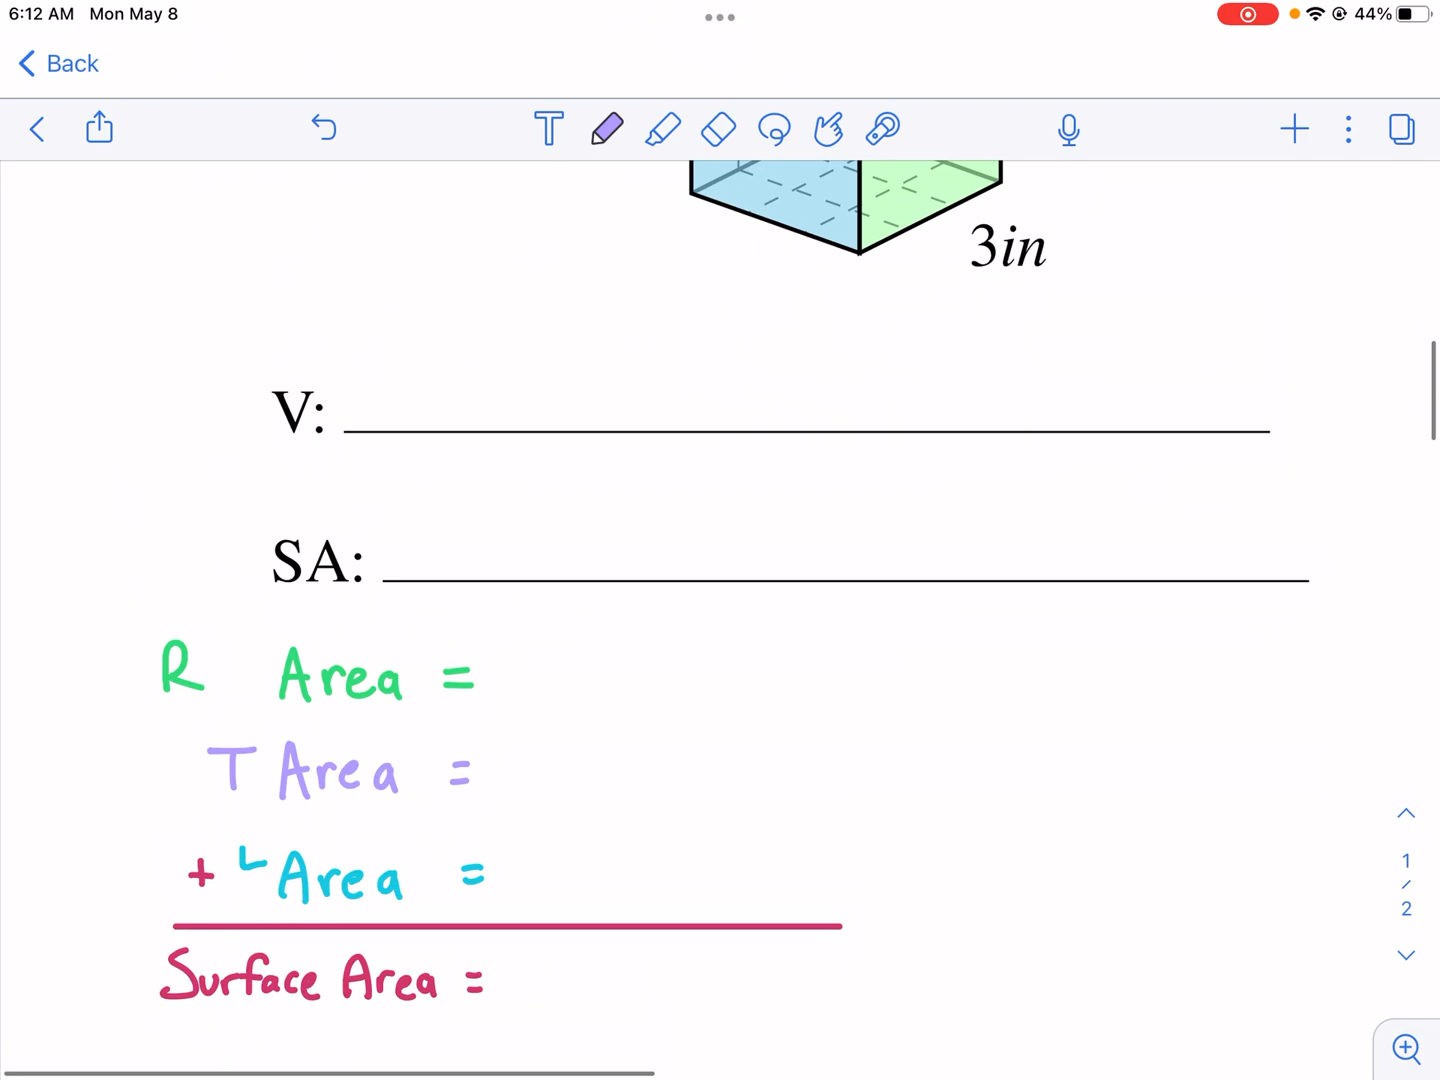 6:12 AM Mon May 8
44%
Back
3in
V:
SA:
R Area =
T Area =
+ L Area =
Surface Area =
1
/
2